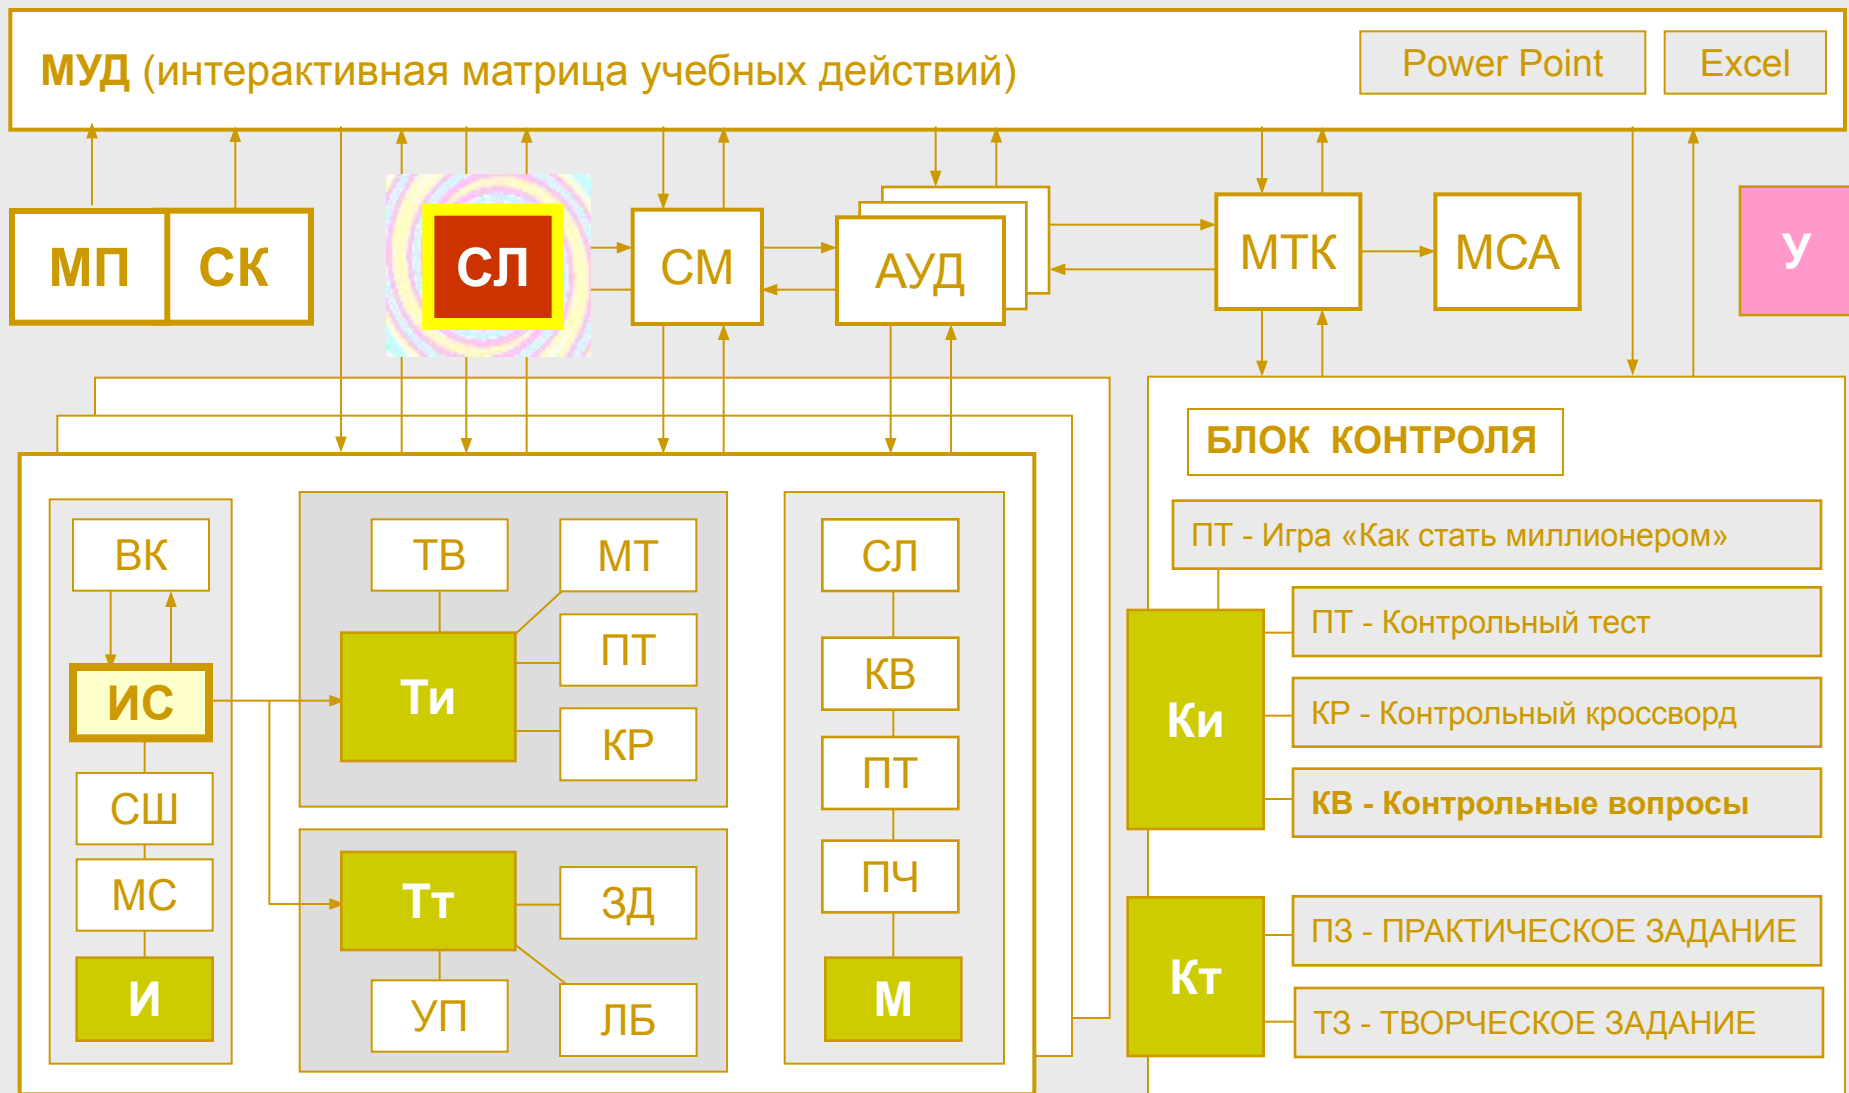 МУД (интерактивная матрица учебных действий)
Power Point
Excel
МП
СК
СЛ
СМ
АУД
МТК
МСА
У
БЛОК КОНТРОЛЯ
ВК
ИС
СШ
МС
И
ТВ
МТ
ПТ
КР
Ти
Тт
ЗД
УП
ЛБ
СЛ
КВ
ПТ
ПЧ
М
ПТ - Игра «Как стать миллионером»
Ки
ПТ - Контрольный тест
КР - Контрольный кроссворд
КВ - Контрольные вопросы
Кт
ПЗ - ПРАКТИЧЕСКОЕ ЗАДАНИЕ
ТЗ - ТВОРЧЕСКОЕ ЗАДАНИЕ